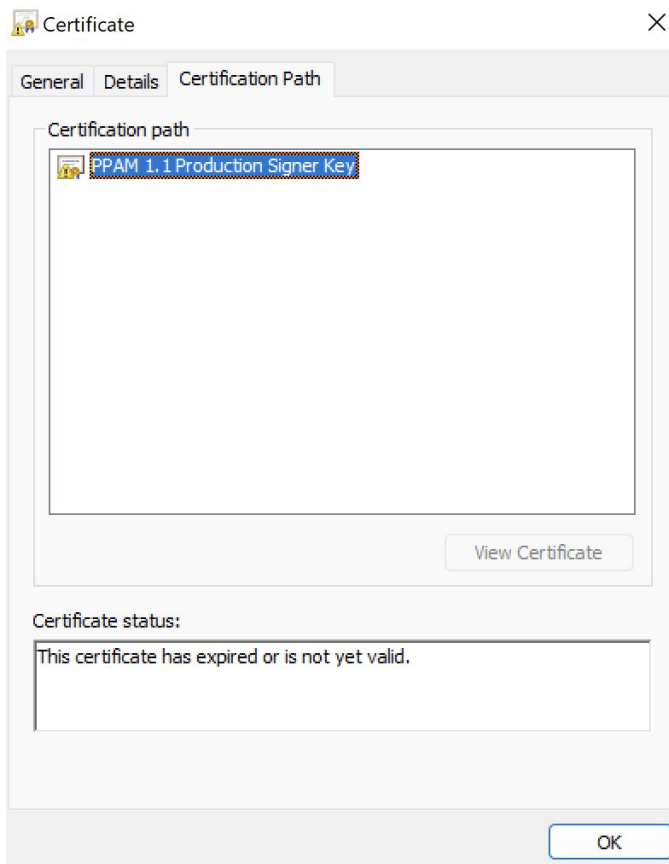 Certificate
General Details Certification Path
Certification path
PPAM 1.1 Production Signer Key
View Certificate
Certificate status:
This certificate has expired or is not yet valid.
OK